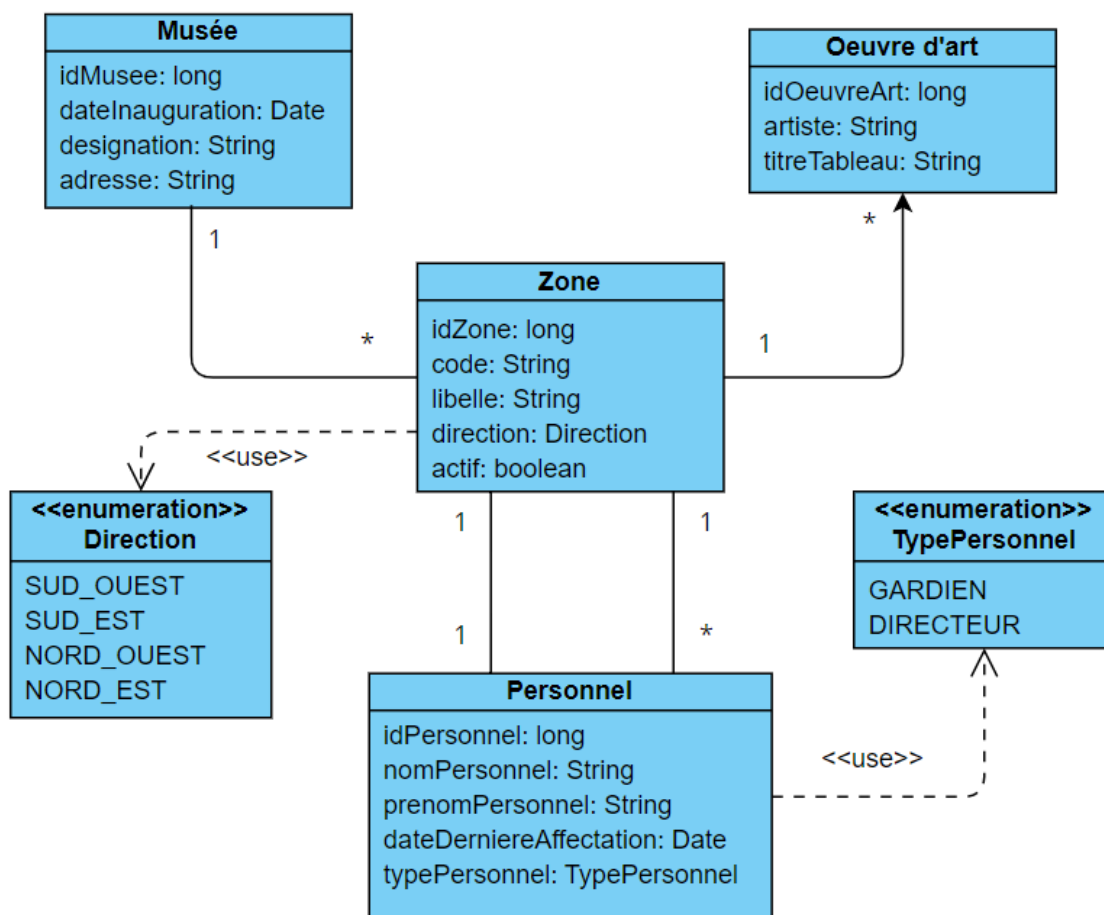 Musée
idMusee: long
dateInauguration: Date
designation: String
adresse: String
Oeuvre d'art
idOeuvreArt: long
artiste: String
titreTableau: String
1
*
Zone
idZone: long
code: String
libelle: String
direction: Direction
actif: boolean
*
1
<<use>>
<<enumeration>>
Direction
SUD_OUEST
SUD_EST
NORD_OUEST
NORD_EST
1
1
1
*
<<enumeration>>
TypePersonnel
GARDIEN
DIRECTEUR
Personnel
idPersonnel: long
nomPersonnel: String
prenomPersonnel: String
dateDerniereAffectation: Date
typePersonnel: TypePersonnel
<<use>>